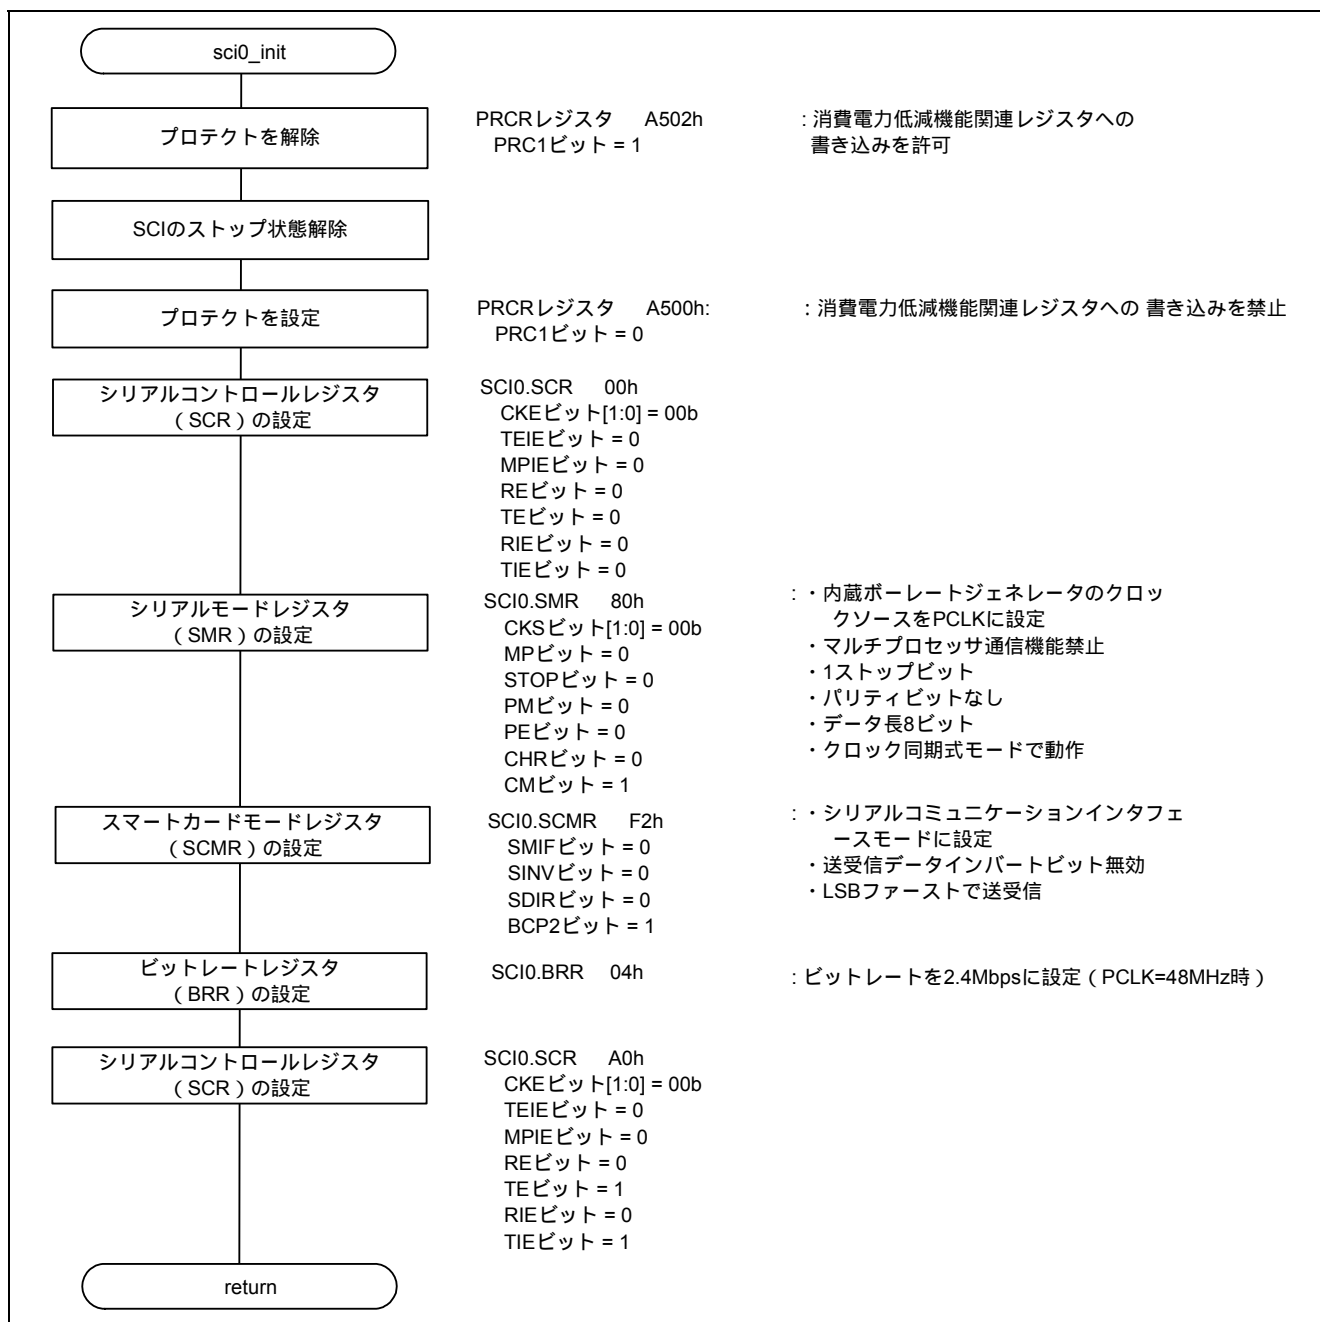 sci0_init
プロテクトを解除
PRCRレジスタ A502h
PRC1ビット = 1
: 消費電力低減機能関連レジスタへの
書き込みを許可
SCIのストップ状態解除
プロテクトを設定
PRCRレジスタ A500h:
PRC1ビット = 0
: 消費電力低減機能関連レジスタへの 書き込みを禁止
シリアルコントロールレジスタ
（SCR）の設定
SCI0.SCR 00h
CKEビット[1:0] = 00b
TEIEビット = 0
MPIEビット = 0
REビット = 0
TEビット = 0
RIEビット = 0
TIEビット = 0
シリアルモードレジスタ
（SMR）の設定
SCI0.SMR 80h
CKSビット[1:0] = 00b
MPビット = 0
STOPビット = 0
PMビット = 0
PEビット = 0
CHRビット = 0
CMビット = 1
: ・内蔵ボーレートジェネレータのクロッ
クソースをPCLKに設定
・マルチプロセッサ通信機能禁止
・1ストップビット
・パリティビットなし
・データ長8ビット
・クロック同期式モードで動作
スマートカードモードレジスタ
（SCMR）の設定
SCI0.SCMR F2h
SMIFビット = 0
SINVビット = 0
SDIRビット = 0
BCP2ビット = 1
: ・シリアルコミュニケーションインタフェ
ースモードに設定
・送受信データインバートビット無効
・LSBファーストで送受信
ビットレートレジスタ
（BRR）の設定
SCI0.BRR 04h
: ビットレートを2.4Mbpsに設定（PCLK=48MHz時）
シリアルコントロールレジスタ
（SCR）の設定
SCI0.SCR A0h
CKEビット[1:0] = 00b
TEIEビット = 0
MPIEビット = 0
REビット = 0
TEビット = 1
RIEビット = 0
TIEビット = 1
return